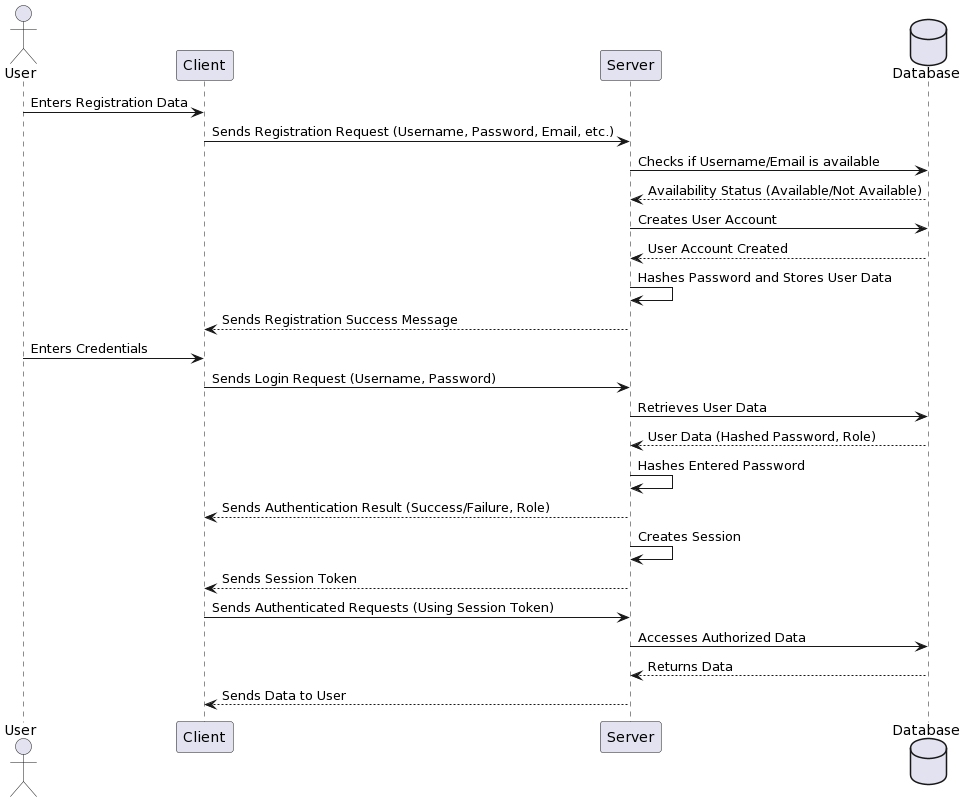 User
Client
Server
Database
Enters Registration Data
Sends Registration Request (Username, Password, Email, etc.)
Checks if Username/Email is available
Availability Status (Available/Not Available)
Creates User Account
User Account Created
Hashes Password and Stores User Data
Sends Registration Success Message
Enters Credentials
Sends Login Request (Username, Password)
Retrieves User Data
User Data (Hashed Password, Role)
Hashes Entered Password
Sends Authentication Result (Success/Failure, Role)
Creates Session
Sends Session Token
Sends Authenticated Requests (Using Session Token)
Accesses Authorized Data
Returns Data
Sends Data to User
User
Client
Server
Database